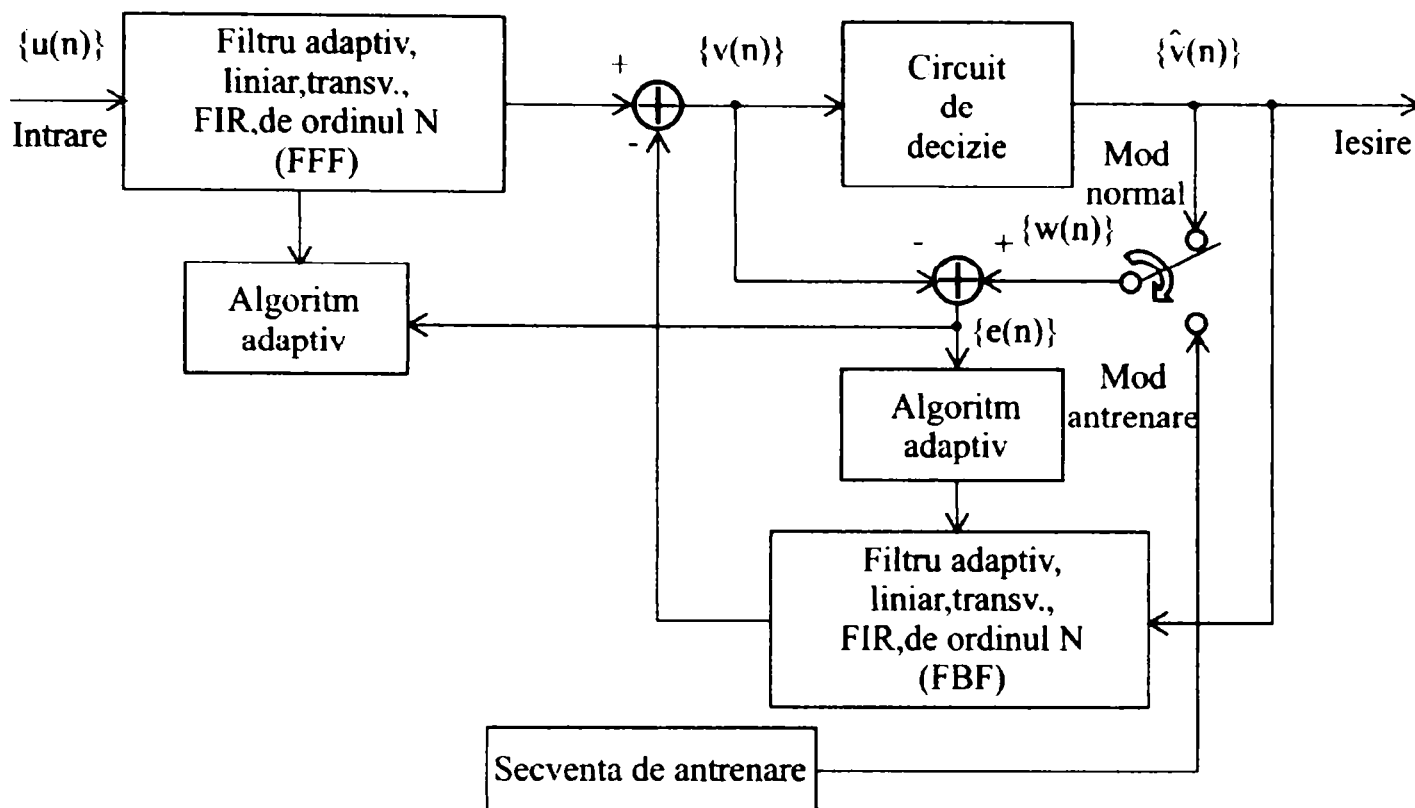 {u(n)}
Intrare
Filtru adaptiv,
liniar,transv.,
FIR,de ordinul N
(FFF)
+
-
{v(n)}
Circuit
de
decizie
{v̂(n)}
Iesire
Mod
normal
Algoritm
adaptiv
-
+
{w(n)}
{e(n)}
Mod
antrenare
Algoritm
adaptiv
Filtru adaptiv,
liniar,transv.,
FIR,de ordinul N
(FBF)
Secventa de antrenare